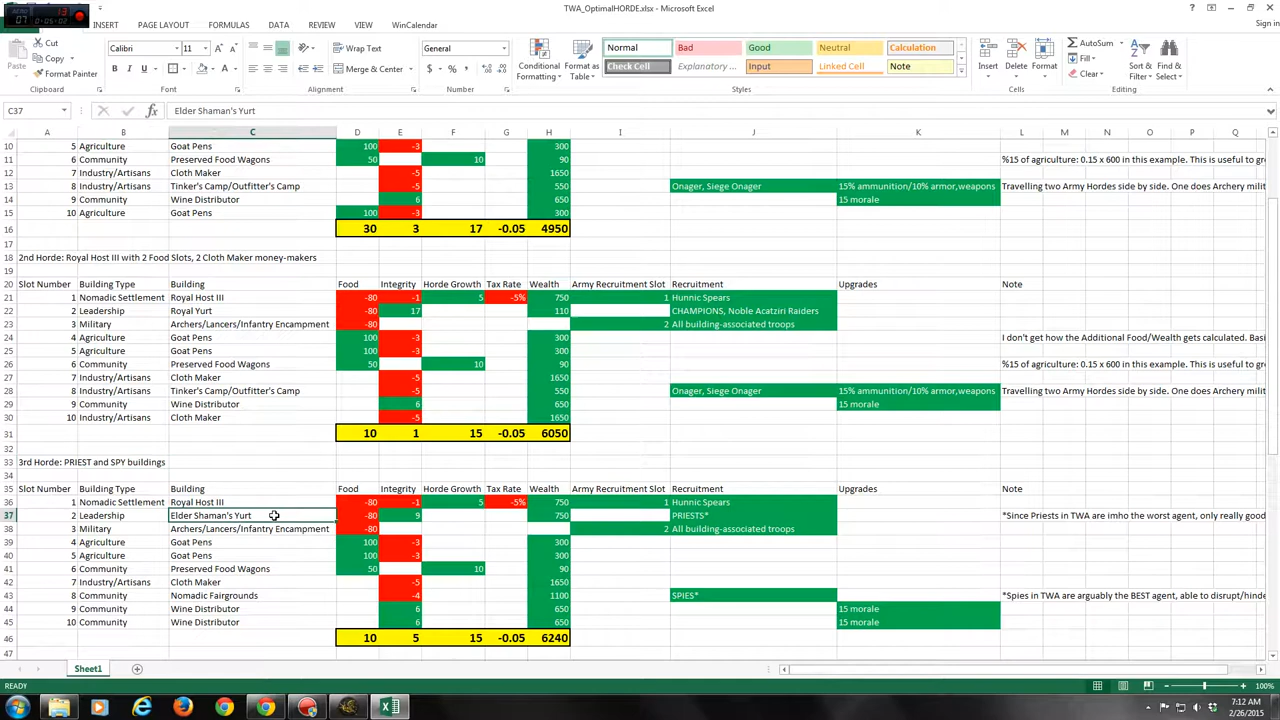 TWA_OptimalHORDE.xlsx - Microsoft Excel
Sign in
INSERT PAGE LAYOUT FORMULAS DATA REVIEW VIEW WinCalendar
Cut
Copy
Format Painter
Paste
Clipboard
Calibri 11
Font
Wrap Text
Merge & Center
Alignment
General
Number
Conditional Formatting
Format as Table
Normal Bad Good Neutral Calculation
Check Cell Explanatory ... Input Linked Cell Note
Styles
Insert Delete Format
Cells
AutoSum
Fill
Clear
Sort & Filter
Find & Select
Editing
C37 Elder Shaman's Yurt
A B C D E F G H I J K L M N O P Q
10 5 Agriculture Goat Pens 100 -3 300
11 6 Community Preserved Food Wagons 50 10 90 %15 of agriculture: 0.15 x 600 in this example. This is useful to
12 7 Industry/Artisans Cloth Maker -5 1650
13 8 Industry/Artisans Tinker's Camp/Outfitter's Camp -5 550 Onager, Siege Onager 15% ammunition/10% armor,weapons Travelling two Army Hordes side by side. One does Archery
14 9 Community Wine Distributor 6 650 15 morale
15 10 Agriculture Goat Pens 100 -3 300
16 30 3 17 -0.05 4950
17
18 2nd Horde: Royal Host III with 2 Food Slots, 2 Cloth Maker money-makers
19
20 Slot Number Building Type Building Food Integrity Horde Growth Tax Rate Wealth Army Recruitment Slot Recruitment Upgrades Note
21 1 Nomadic Settlement Royal Host III -80 -1 5 -5% 750 1 Hunnic Spears
22 2 Leadership Royal Yurt -80 17 110 CHAMPIONS, Noble Acatziri Raiders
23 3 Military Archers/Lancers/Infantry Encampment -80 2 All building-associated troops
24 4 Agriculture Goat Pens 100 -3 300 I don't get how the Additional Food/Wealth gets calculated.
25 5 Agriculture Goat Pens 100 -3 300
26 6 Community Preserved Food Wagons 50 10 90 %15 of agriculture: 0.15 x 600 in this example. This is useful to
27 7 Industry/Artisans Cloth Maker -5 1650
28 8 Industry/Artisans Tinker's Camp/Outfitter's Camp -5 550 Onager, Siege Onager 15% ammunition/10% armor,weapons Travelling two Army Hordes side by side. One does Archery
29 9 Community Wine Distributor 6 650 15 morale
30 10 Industry/Artisans Cloth Maker -5 1650
31 10 1 15 -0.05 6050
32
33 3rd Horde: PRIEST and SPY buildings
34
35 Slot Number Building Type Building Food Integrity Horde Growth Tax Rate Wealth Army Recruitment Slot Recruitment Upgrades Note
36 1 Nomadic Settlement Royal Host III -80 -1 5 -5% 750 1 Hunnic Spears
37 2 Leadership Elder Shaman's Yurt -80 9 750 PRIESTS* *Since Priests in TWA are imho the worst agent, only really good
38 3 Military Archers/Lancers/Infantry Encampment -80 2 All building-associated troops
39 4 Agriculture Goat Pens 100 -3 300
40 5 Agriculture Goat Pens 100 -3 300
41 6 Community Preserved Food Wagons 50 10 90
42 7 Industry/Artisans Cloth Maker -5 1650
43 8 Community Nomadic Fairgrounds -4 1100 SPIES* *Spies in TWA are arguably the BEST agent, able to
44 9 Community Wine Distributor 6 650 15 morale
45 10 Community Wine Distributor 6 650 15 morale
46 10 5 15 -0.05 6240
47
Sheet1
READY 100%
7:12 AM
2/26/2015